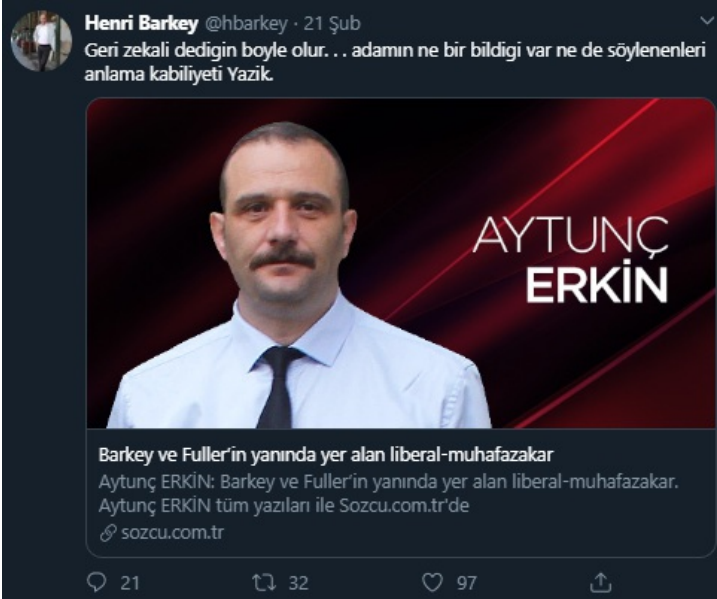 Henri Barkey @hbarkey · 21 Şub
Geri zekali dedigin boyle olur. . . adamın ne bir bildigi var ne de söylenenleri
anlama kabiliyeti Yazik.
AYTUNÇ
ERKİN
Barkey ve Fuller'in yanında yer alan liberal-muhafazakar
Aytunç ERKİN: Barkey ve Fuller'in yanında yer alan liberal-muhafazakar.
Aytunç ERKİN tüm yazıları ile Sozcu.com.tr'de
sozcu.com.tr
21 32 97